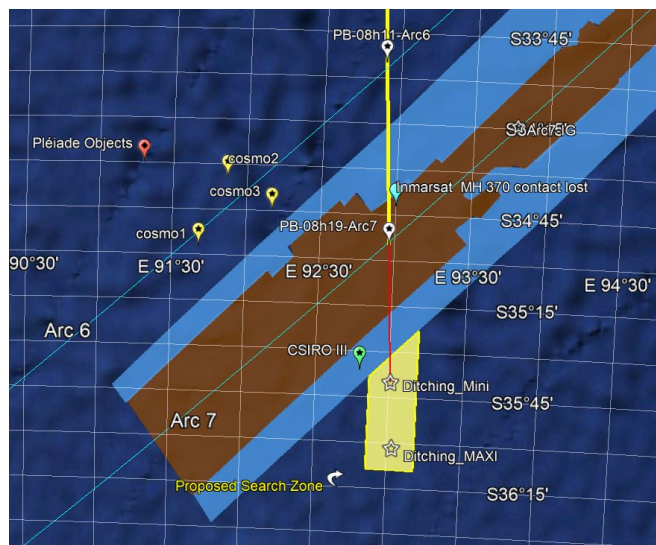 PB-08h11-Arc6
S33°45'
Pléiade Objects
cosmo2
cosmo3
Inmarsat MH 370 contact lost
cosmo1
PB-08h19-Arc7
S34°45'
90°30'
E 91°30'
E 92°30'
E 93°30'
E 94°30'
S35°15'
Arc 6
CSIRO III
Ditching_Mini
S35°45'
Arc 7
Ditching_MAXI
Proposed Search Zone
S36°15'